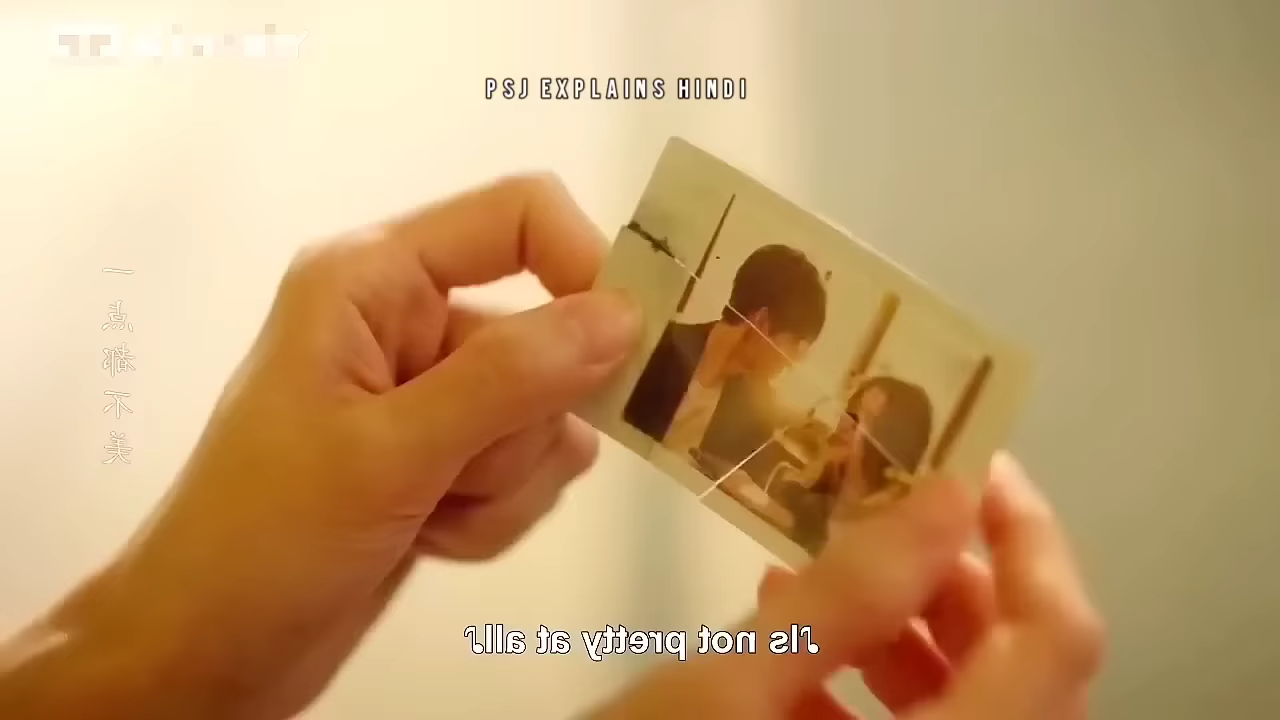 PSJ EXPLAINS HINDI
一点都不美
♪Is not pretty at all♪